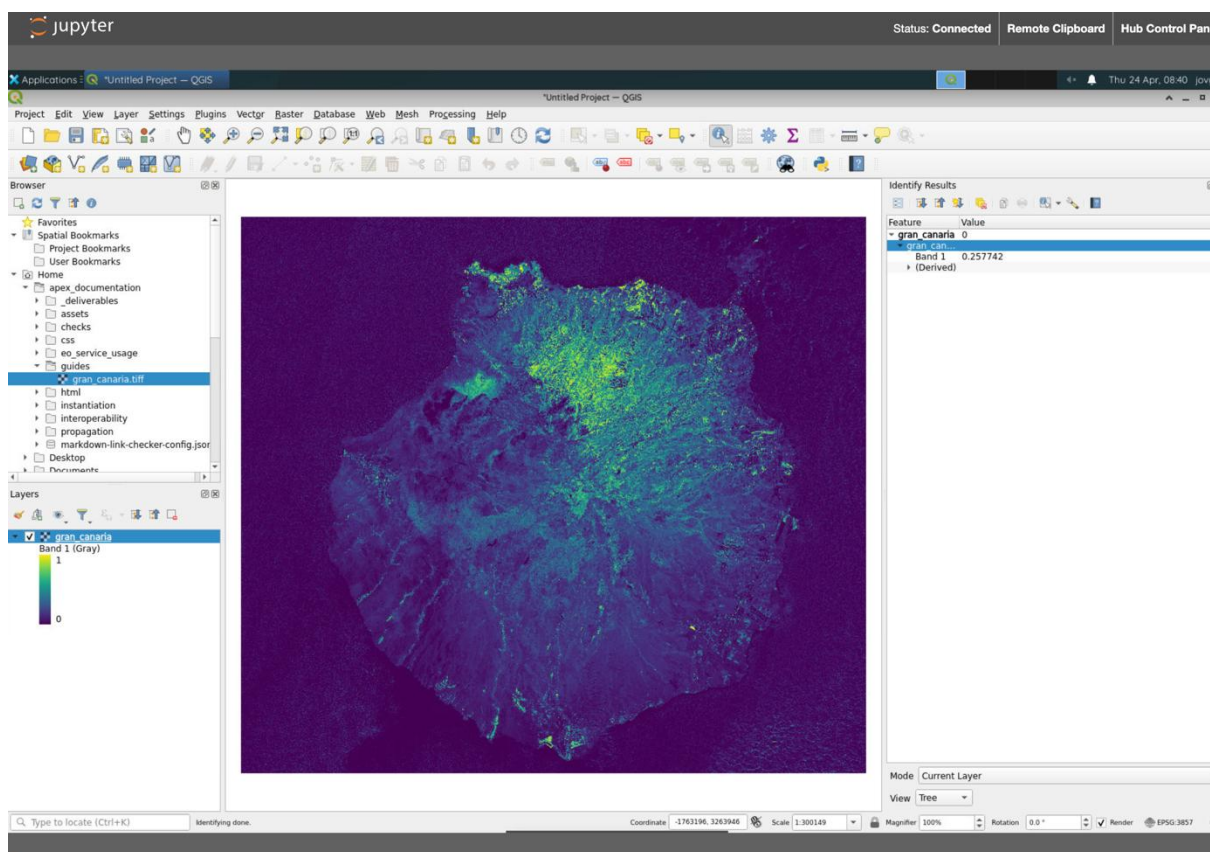 jupyter
Status: Connected Remote Clipboard Hub Control Pan
Applications *Untitled Project — QGIS Thu 24 Apr, 08:40 jov
*Untitled Project — QGIS
Project Edit View Layer Settings Plugins Vector Raster Database Web Mesh Processing Help
Browser
Favorites
Spatial Bookmarks
Project Bookmarks
User Bookmarks
Home
apex_documentation
_deliverables
assets
checks
css
eo_service_usage
guides
gran_canaria.tiff
html
instantiation
interoperability
propagation
markdown-link-checker-config.jsor
Desktop
Documents
Layers
gran_canaria
Band 1 (Gray)
1
0
Identify Results
Feature Value
gran_canaria 0
gran_can...
Band 1 0.257742
(Derived)
Mode Current Layer
View Tree
Type to locate (Ctrl+K) Identifying done. Coordinate -1763196, 3263946 Scale 1:300149 Magnifier 100% Rotation 0.0 ° Render EPSG:3857